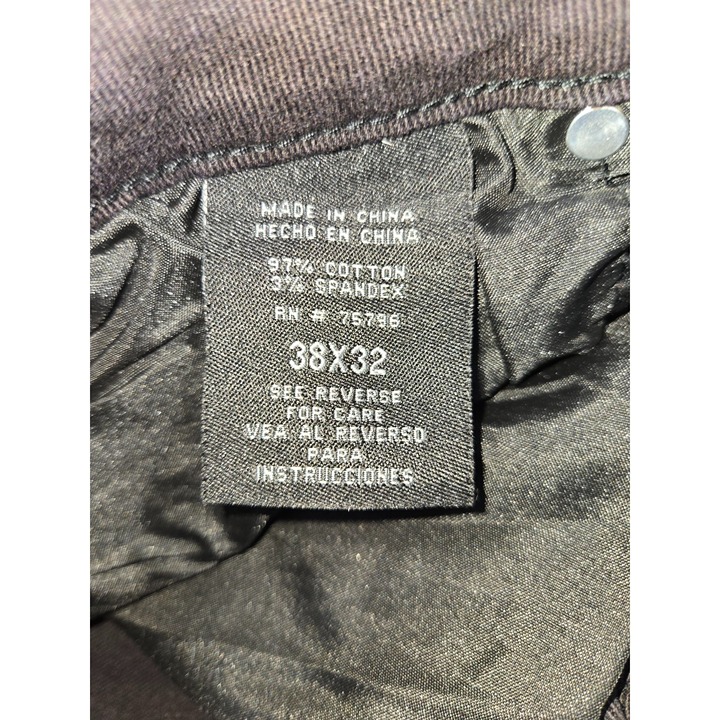 MADE IN CHINA
HECHO EN CHINA
97% COTTON
3% SPANDEX
RN # 75796
38X32
SEE REVERSE
FOR CARE
VEA AL REVERSO
PARA
INSTRUCCIONES